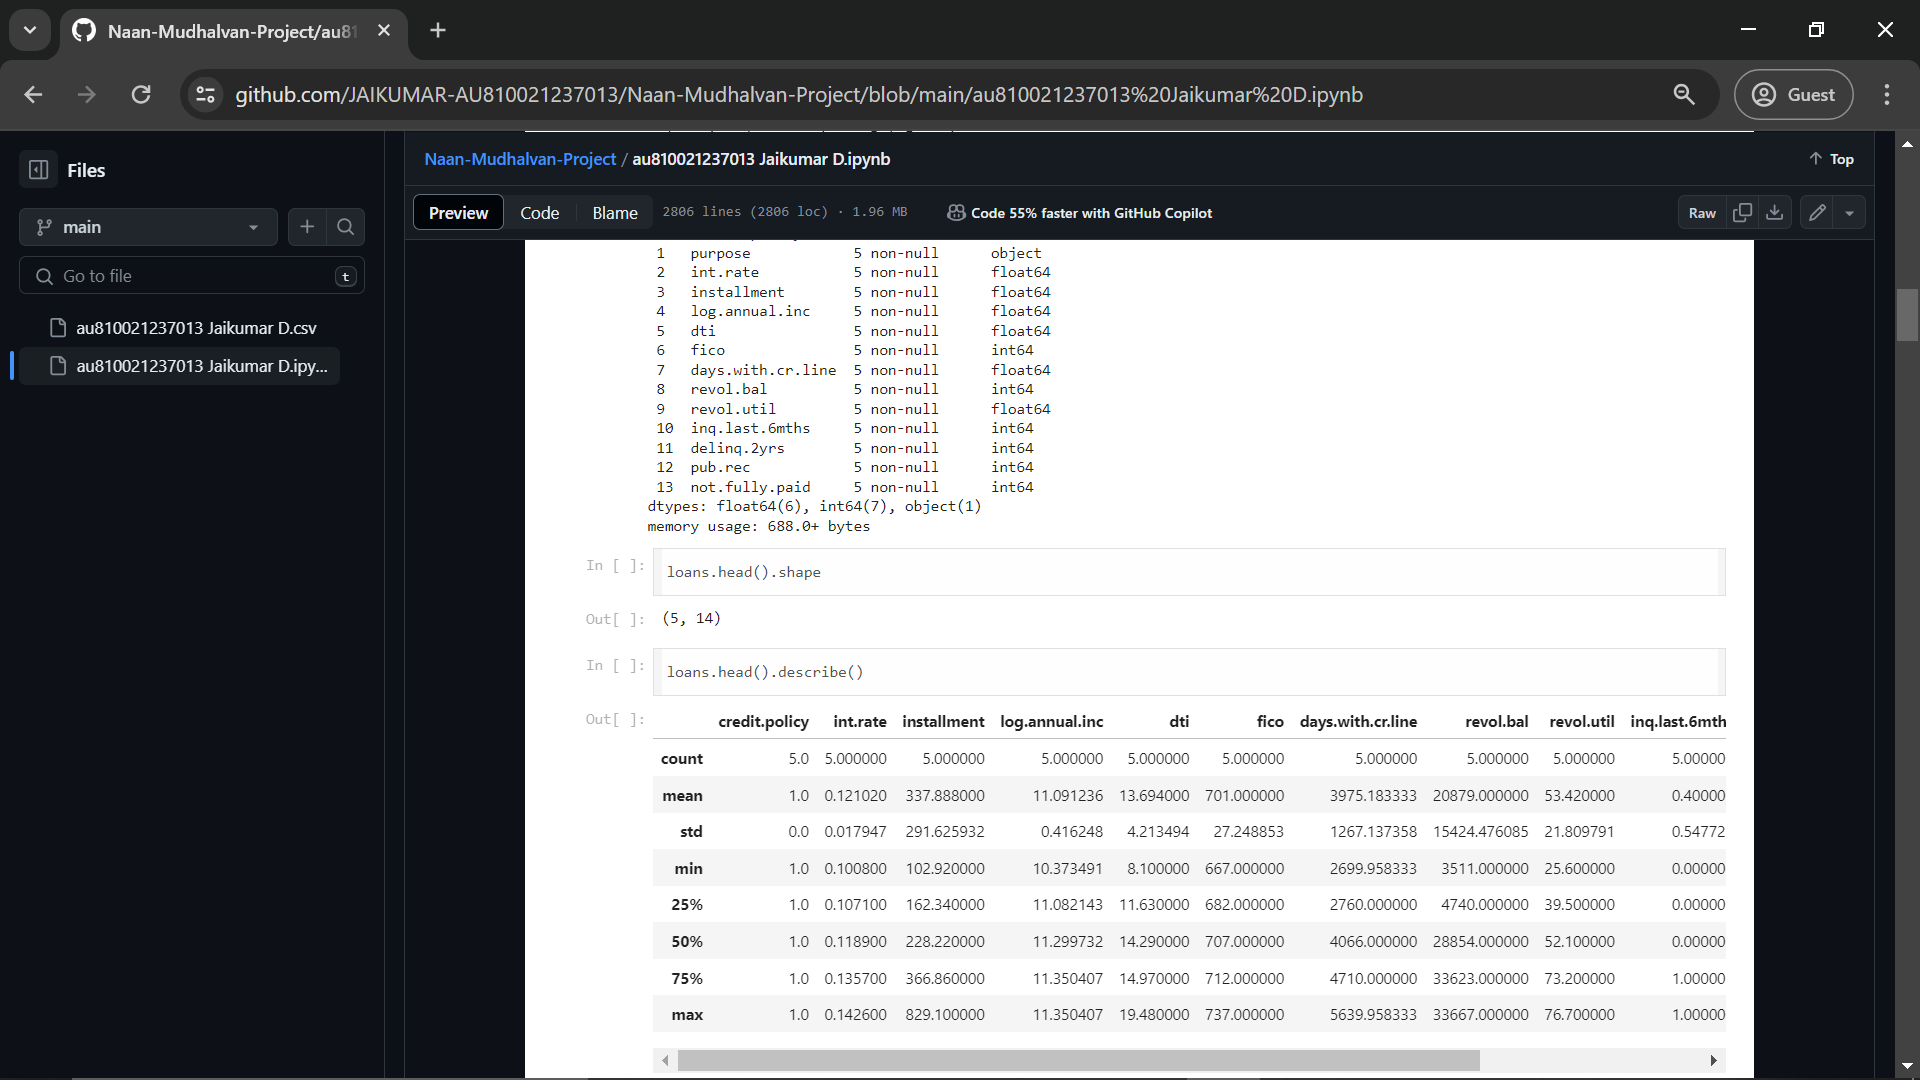 Naan-Mudhalvan-Project/au81
github.com/JAIKUMAR-AU810021237013/Naan-Mudhalvan-Project/blob/main/au810021237013%20Jaikumar%20D.ipynb
Guest
Files
main
Go to file
t
au810021237013 Jaikumar D.csv
au810021237013 Jaikumar D.ipy...
Naan-Mudhalvan-Project / au810021237013 Jaikumar D.ipynb
Top
Preview Code Blame 2806 lines (2806 loc) · 1.96 MB Code 55% faster with GitHub Copilot Raw
1 purpose 5 non-null object
2 int.rate 5 non-null float64
3 installment 5 non-null float64
4 log.annual.inc 5 non-null float64
5 dti 5 non-null float64
6 fico 5 non-null int64
7 days.with.cr.line 5 non-null float64
8 revol.bal 5 non-null int64
9 revol.util 5 non-null float64
10 inq.last.6mths 5 non-null int64
11 delinq.2yrs 5 non-null int64
12 pub.rec 5 non-null int64
13 not.fully.paid 5 non-null int64
dtypes: float64(6), int64(7), object(1)
memory usage: 688.0+ bytes
In [ ]: loans.head().shape
Out[ ]: (5, 14)
In [ ]: loans.head().describe()
Out[ ]: credit.policy int.rate installment log.annual.inc dti fico days.with.cr.line revol.bal revol.util inq.last.6mth
count 5.0 5.000000 5.000000 5.000000 5.000000 5.000000 5.000000 5.000000 5.000000 5.00000
mean 1.0 0.121020 337.888000 11.091236 13.694000 701.000000 3975.183333 20879.000000 53.420000 0.40000
std 0.0 0.017947 291.625932 0.416248 4.213494 27.248853 1267.137358 15424.476085 21.809791 0.54772
min 1.0 0.100800 102.920000 10.373491 8.100000 667.000000 2699.958333 3511.000000 25.600000 0.00000
25% 1.0 0.107100 162.340000 11.082143 11.630000 682.000000 2760.000000 4740.000000 39.500000 0.00000
50% 1.0 0.118900 228.220000 11.299732 14.290000 707.000000 4066.000000 28854.000000 52.100000 0.00000
75% 1.0 0.135700 366.860000 11.350407 14.970000 712.000000 4710.000000 33623.000000 73.200000 1.00000
max 1.0 0.142600 829.100000 11.350407 19.480000 737.000000 5639.958333 33667.000000 76.700000 1.00000